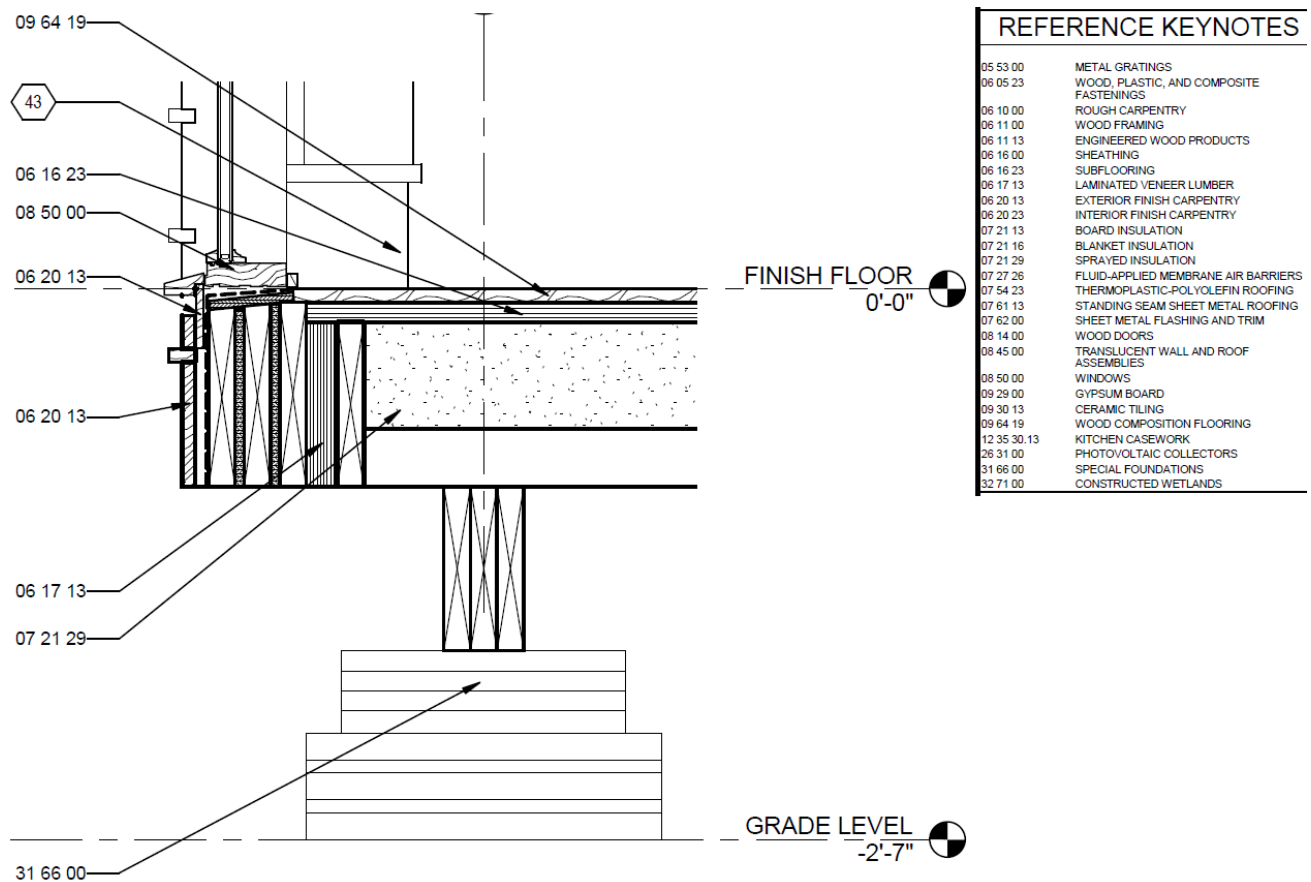 09 64 19
43
06 16 23
08 50 00
06 20 13
06 20 13
06 17 13
07 21 29
31 66 00
FINISH FLOOR
0'-0"
GRADE LEVEL
-2'-7"
REFERENCE KEYNOTES
05 53 00 METAL GRATINGS
06 05 23 WOOD, PLASTIC, AND COMPOSITE
FASTENINGS
06 10 00 ROUGH CARPENTRY
06 11 00 WOOD FRAMING
06 11 13 ENGINEERED WOOD PRODUCTS
06 16 00 SHEATHING
06 16 23 SUBFLOORING
06 17 13 LAMINATED VENEER LUMBER
06 20 13 EXTERIOR FINISH CARPENTRY
06 20 23 INTERIOR FINISH CARPENTRY
07 21 13 BOARD INSULATION
07 21 16 BLANKET INSULATION
07 21 29 SPRAYED INSULATION
07 27 26 FLUID-APPLIED MEMBRANE AIR BARRIERS
07 54 23 THERMOPLASTIC-POLYOLEFIN ROOFING
07 61 13 STANDING SEAM SHEET METAL ROOFING
07 62 00 SHEET METAL FLASHING AND TRIM
08 14 00 WOOD DOORS
08 45 00 TRANSLUCENT WALL AND ROOF
ASSEMBLIES
08 50 00 WINDOWS
09 29 00 GYPSUM BOARD
09 30 13 CERAMIC TILING
09 64 19 WOOD COMPOSITION FLOORING
12 35 30.13 KITCHEN CASEWORK
26 31 00 PHOTOVOLTAIC COLLECTORS
31 66 00 SPECIAL FOUNDATIONS
32 71 00 CONSTRUCTED WETLANDS